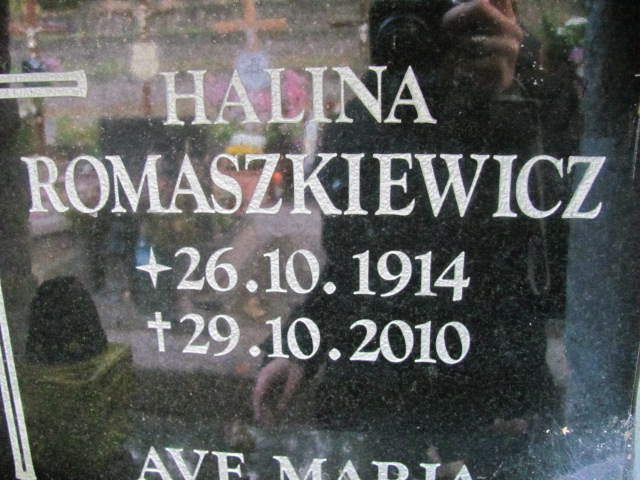 HALINA
ROMASZKIEWICZ
26.10.1914
†29.10.2010
AVE MARIA